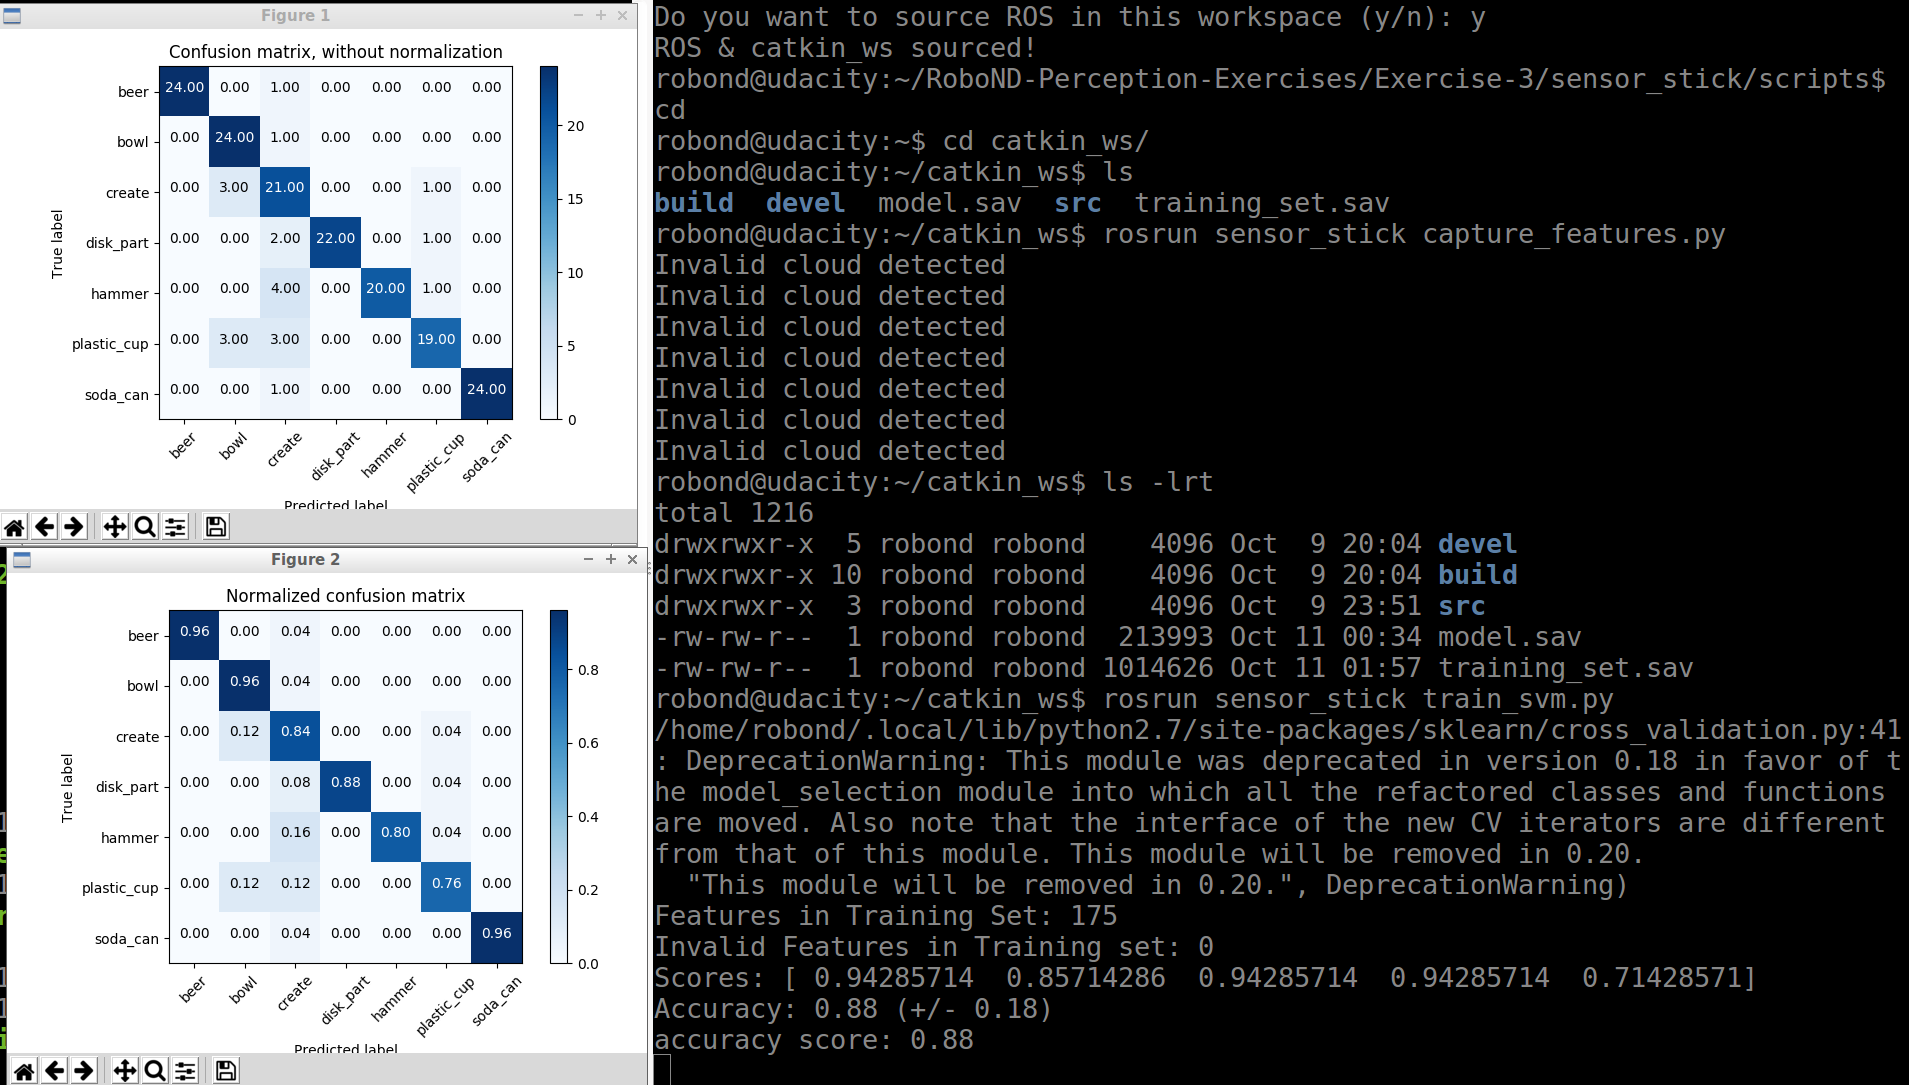 Figure 1
Confusion matrix, without normalization
beer 24.00 0.00 1.00 0.00 0.00 0.00 0.00
bowl 0.00 24.00 1.00 0.00 0.00 0.00 0.00
create 0.00 3.00 21.00 0.00 0.00 1.00 0.00
disk_part 0.00 0.00 2.00 22.00 0.00 1.00 0.00
hammer 0.00 0.00 4.00 0.00 20.00 1.00 0.00
plastic_cup 0.00 3.00 3.00 0.00 0.00 19.00 0.00
soda_can 0.00 0.00 1.00 0.00 0.00 0.00 24.00
True label
beer bowl create disk_part hammer plastic_cup soda_can
Predicted label
20
15
10
5
0
Figure 2
Normalized confusion matrix
beer 0.96 0.00 0.04 0.00 0.00 0.00 0.00
bowl 0.00 0.96 0.04 0.00 0.00 0.00 0.00
create 0.00 0.12 0.84 0.00 0.00 0.04 0.00
disk_part 0.00 0.00 0.08 0.88 0.00 0.04 0.00
hammer 0.00 0.00 0.16 0.00 0.80 0.04 0.00
plastic_cup 0.00 0.12 0.12 0.00 0.00 0.76 0.00
soda_can 0.00 0.00 0.04 0.00 0.00 0.00 0.96
True label
beer bowl create disk_part hammer plastic_cup soda_can
Predicted label
0.8
0.6
0.4
0.2
0.0
Do you want to source ROS in this workspace (y/n): y
ROS & catkin_ws sourced!
robond@udacity:~/RoboND-Perception-Exercises/Exercise-3/sensor_stick/scripts$
cd
robond@udacity:~$ cd catkin_ws/
robond@udacity:~/catkin_ws$ ls
build  devel  model.sav  src  training_set.sav
robond@udacity:~/catkin_ws$ rosrun sensor_stick capture_features.py
Invalid cloud detected
Invalid cloud detected
Invalid cloud detected
Invalid cloud detected
Invalid cloud detected
Invalid cloud detected
Invalid cloud detected
robond@udacity:~/catkin_ws$ ls -lrt
total 1216
drwxrwxr-x  5 robond robond    4096 Oct  9 20:04 devel
drwxrwxr-x 10 robond robond    4096 Oct  9 20:04 build
drwxrwxr-x  3 robond robond    4096 Oct  9 23:51 src
-rw-rw-r--  1 robond robond  213993 Oct 11 00:34 model.sav
-rw-rw-r--  1 robond robond 1014626 Oct 11 01:57 training_set.sav
robond@udacity:~/catkin_ws$ rosrun sensor_stick train_svm.py
/home/robond/.local/lib/python2.7/site-packages/sklearn/cross_validation.py:41
: DeprecationWarning: This module was deprecated in version 0.18 in favor of t
he model_selection module into which all the refactored classes and functions
are moved. Also note that the interface of the new CV iterators are different
from that of this module. This module will be removed in 0.20.
  "This module will be removed in 0.20.", DeprecationWarning)
Features in Training Set: 175
Invalid Features in Training set: 0
Scores: [ 0.94285714  0.85714286  0.94285714  0.94285714  0.71428571]
Accuracy: 0.88 (+/- 0.18)
accuracy score: 0.88